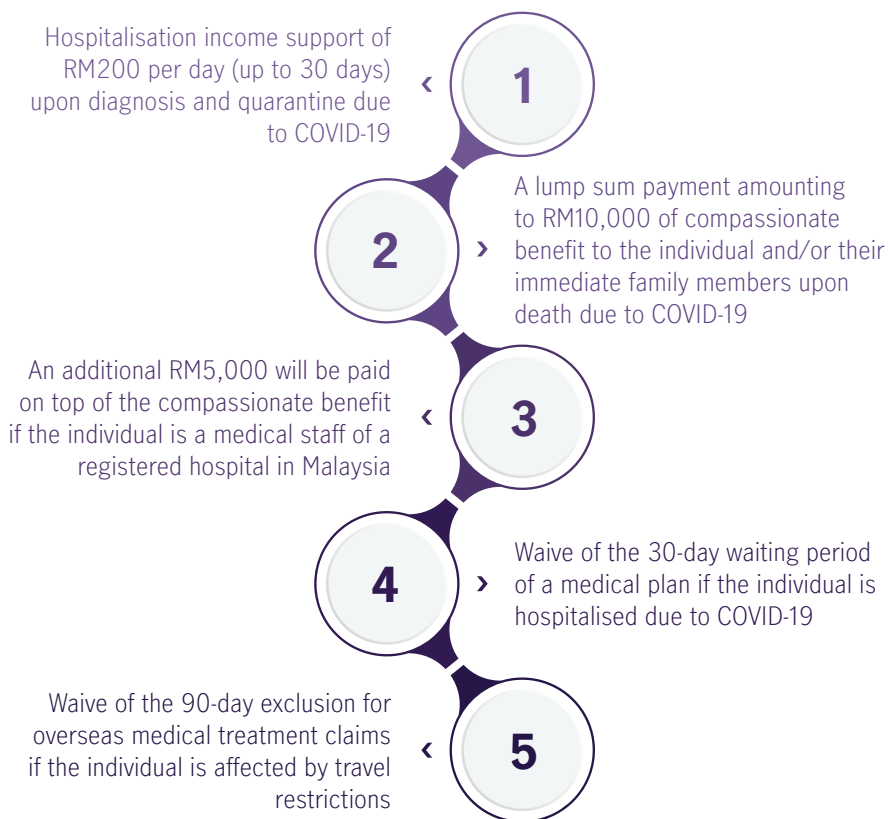 Hospitalisation income support of
RM200 per day (up to 30 days)
upon diagnosis and quarantine due
to COVID-19
‹
1
2
›
A lump sum payment amounting
to RM10,000 of compassionate
benefit to the individual and/or their
immediate family members upon
death due to COVID-19
An additional RM5,000 will be paid
on top of the compassionate benefit
if the individual is a medical staff of a
registered hospital in Malaysia
‹
3
4
›
Waive of the 30-day waiting period
of a medical plan if the individual is
hospitalised due to COVID-19
Waive of the 90-day exclusion for
overseas medical treatment claims
if the individual is affected by travel
restrictions
‹
5